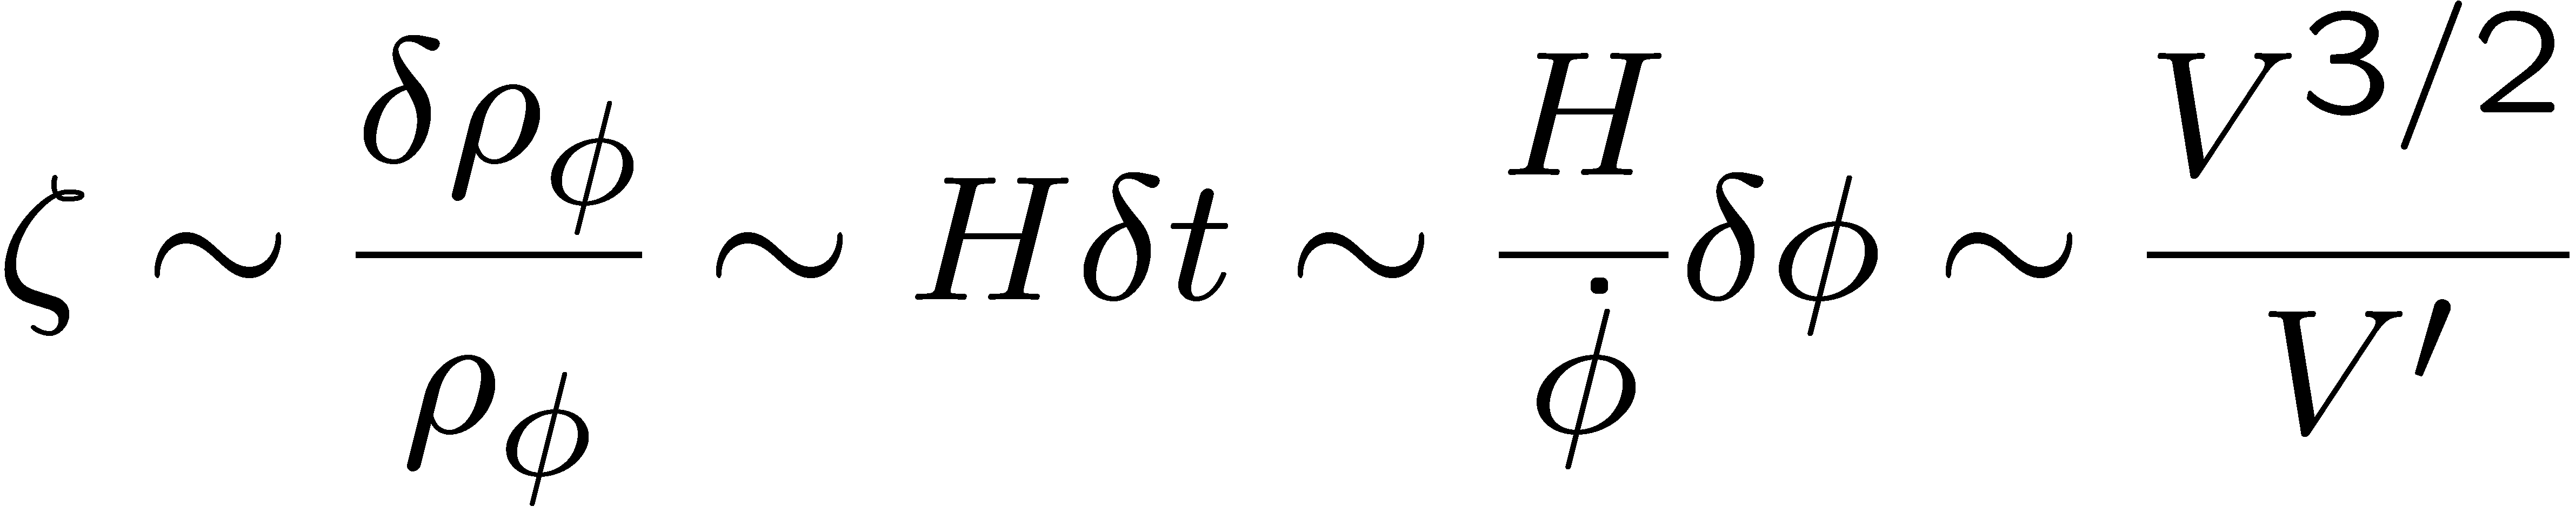 ζ ∼ δρ_ϕ / ρ_ϕ ∼ Hδt ∼ (H / ϕ̇) δϕ ∼ V^{3/2} / V′